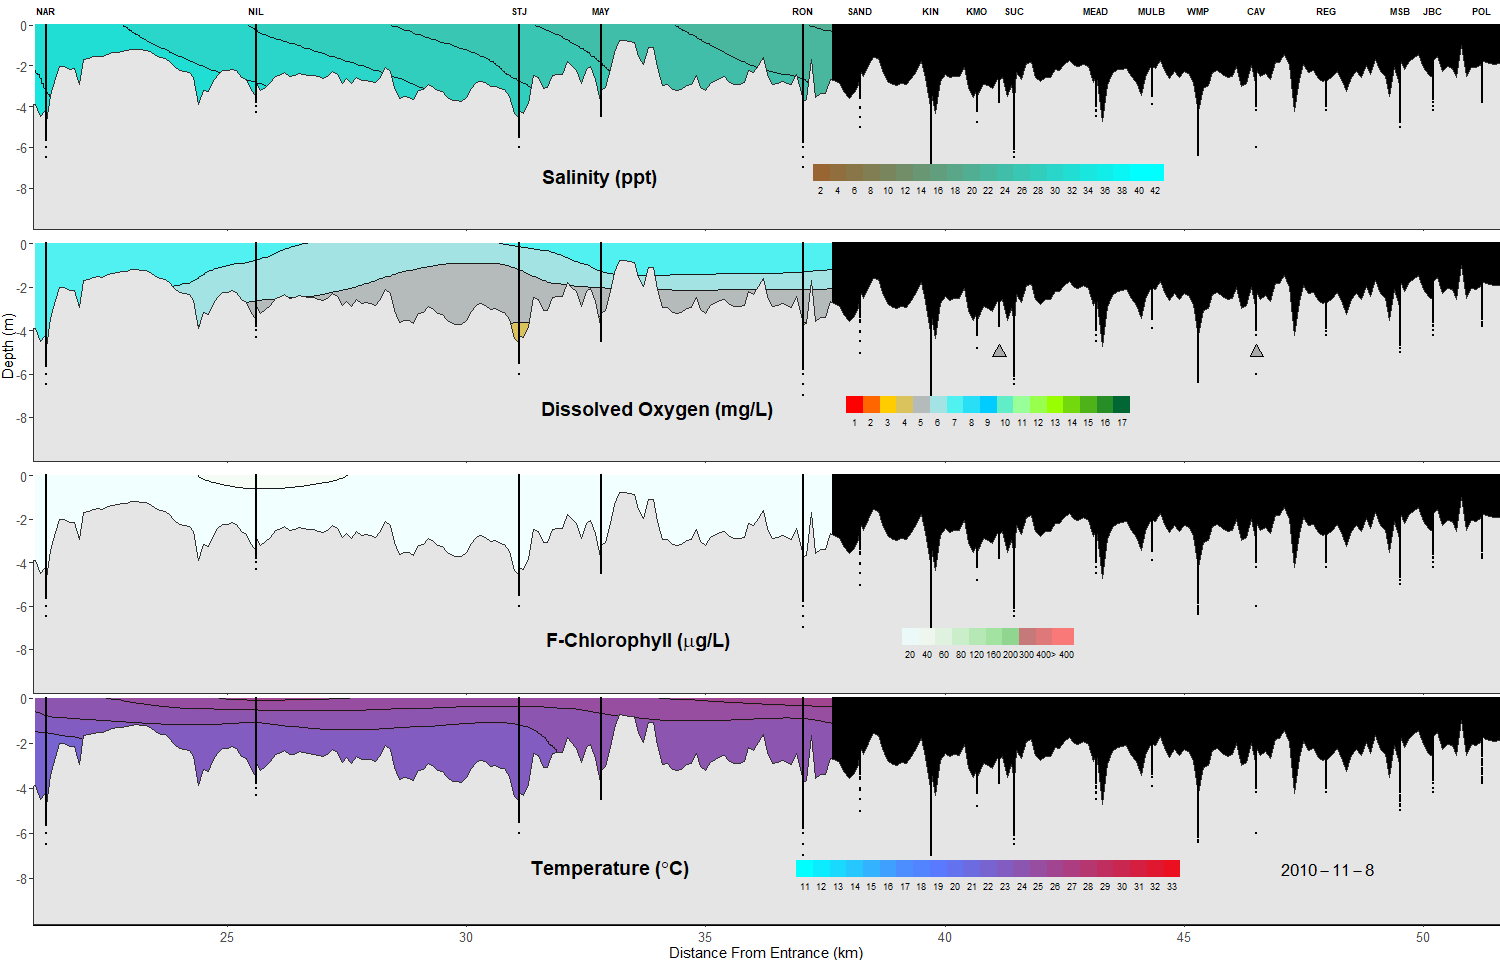 NAR NIL STJ MAY RON SAND KIN KMO SUC MEAD MULB WMP CAV REG MSB JBC POL
0
-2
-4
-6
-8
Salinity (ppt)
2 4 6 8 10 12 14 16 18 20 22 24 26 28 30 32 34 36 38 40 42
0
-2
-4
-6
-8
Depth (m)
Dissolved Oxygen (mg/L)
1 2 3 4 5 6 7 8 9 10 11 12 13 14 15 16 17
0
-2
-4
-6
-8
F-Chlorophyll (μg/L)
20 40 60 80 120 160 200 300 400 > 400
0
-2
-4
-6
-8
Temperature (°C)
11 12 13 14 15 16 17 18 19 20 21 22 23 24 25 26 27 28 29 30 31 32 33
2010–11–8
25 30 35 40 45 50
Distance From Entrance (km)